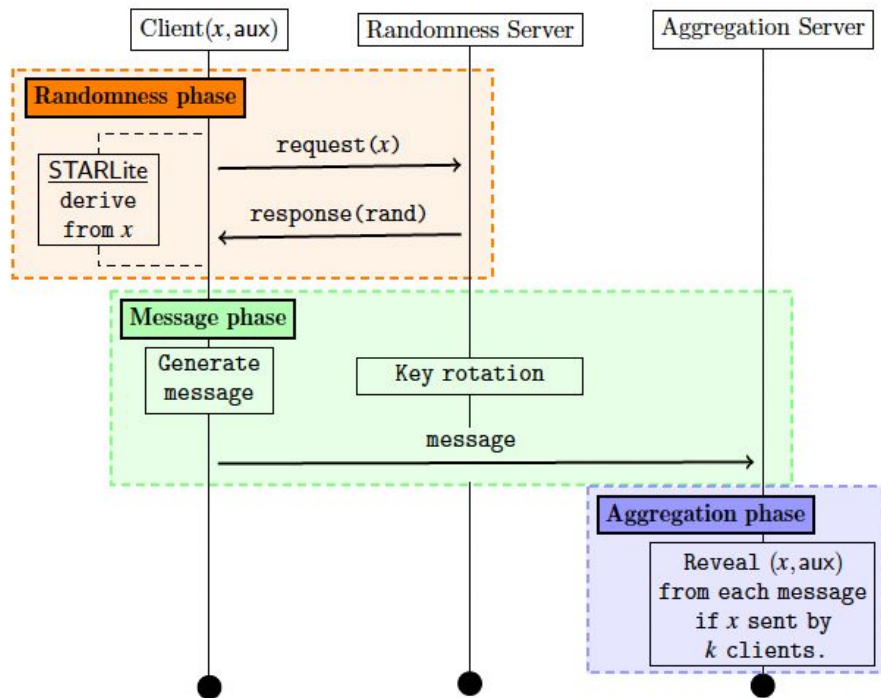 Client(x,aux)
Randomness Server
Aggregation Server
Randomness phase
request(x)
STARLite
derive
from x
response(rand)
Message phase
Generate
message
Key rotation
message
Aggregation phase
Reveal (x,aux)
from each message
if x sent by
k clients.